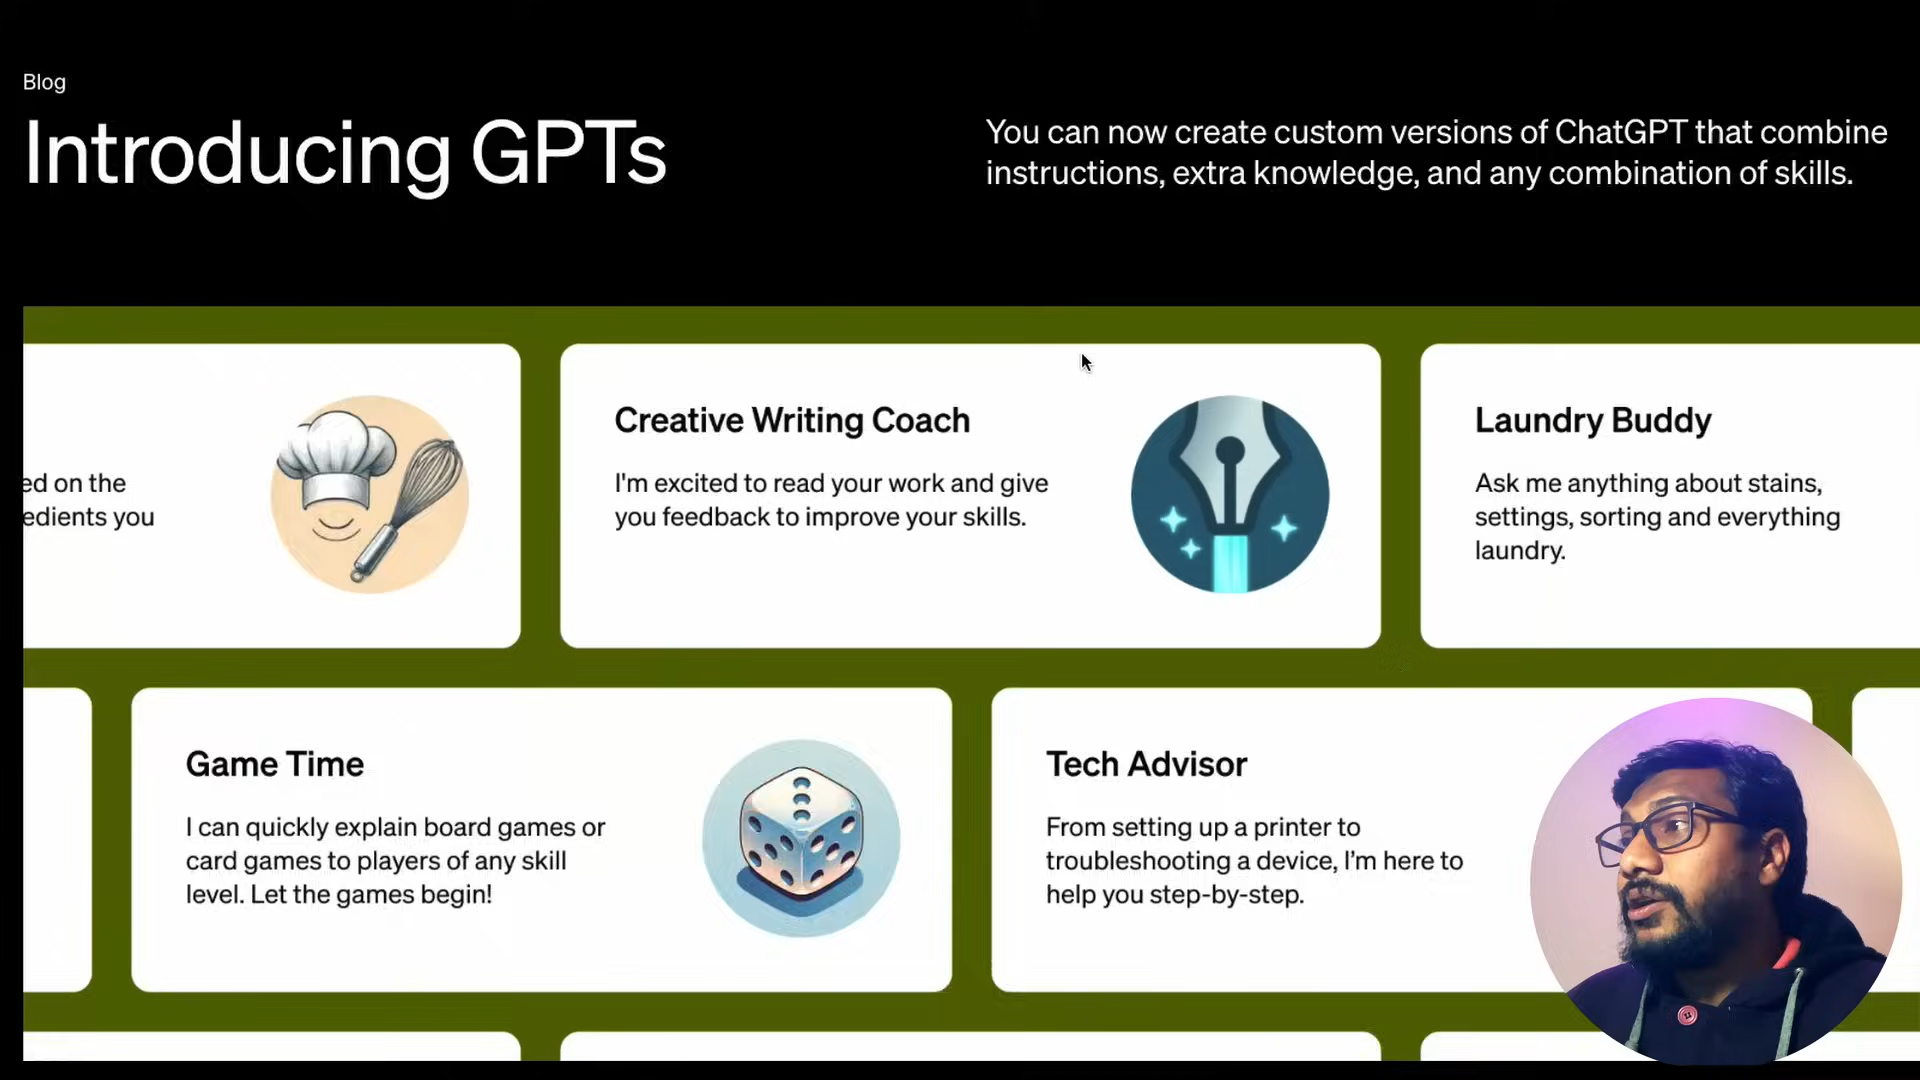 Blog
Introducing GPTs
You can now create custom versions of ChatGPT that combine
instructions, extra knowledge, and any combination of skills.
ed on the
edients you
Creative Writing Coach
I'm excited to read your work and give
you feedback to improve your skills.
Laundry Buddy
Ask me anything about stains,
settings, sorting and everything
laundry.
Game Time
I can quickly explain board games or
card games to players of any skill
level. Let the games begin!
Tech Advisor
From setting up a printer to
troubleshooting a device, I’m here to
help you step-by-step.